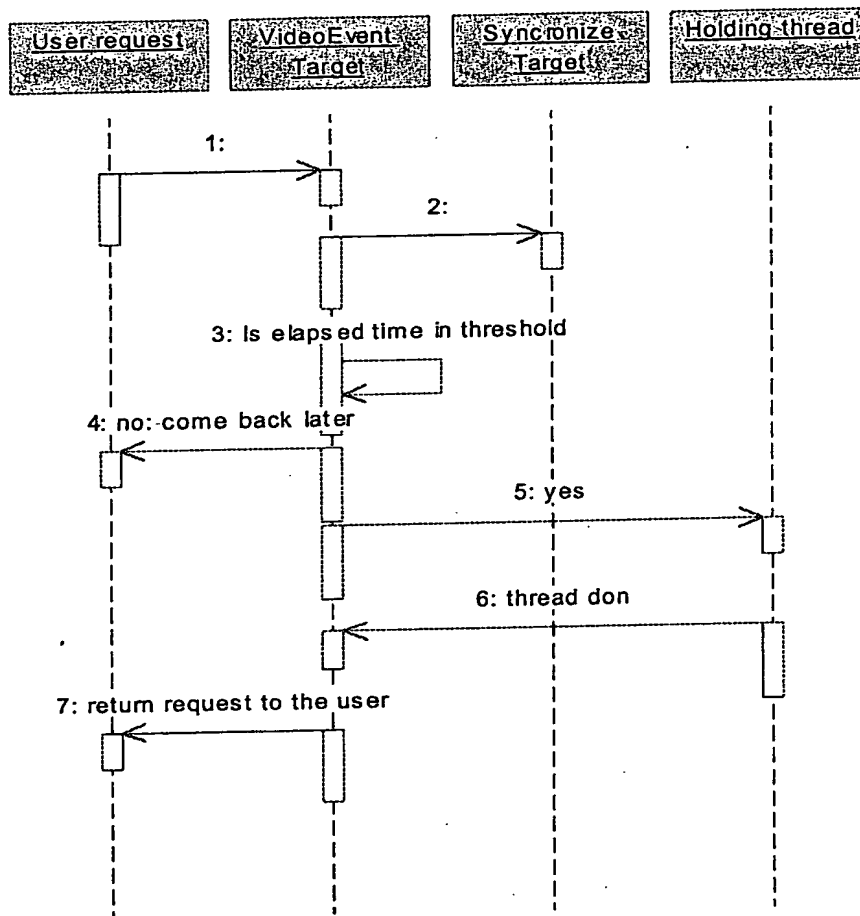 User request
VideoEvent
Target
Syncronize
Target
Holding thread
1:
2:
3: Is elapsed time in threshold
4: no: come back later
5: yes
6: thread don
7: return request to the user